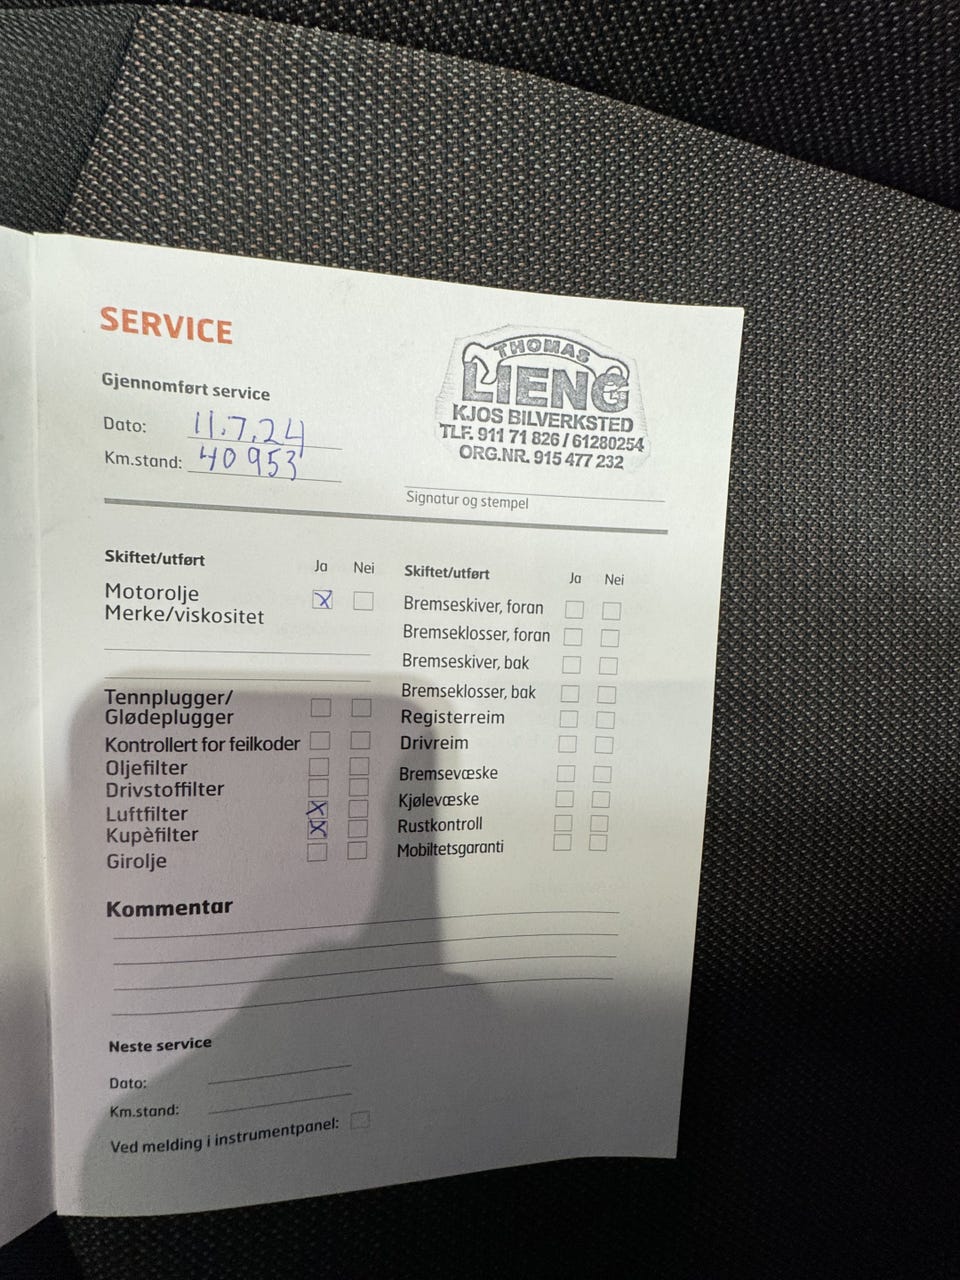 SERVICE
Gjennomført service
Dato: 11.7.24
Km.stand: 40953
THOMAS
LIENG
KJOS BILVERKSTED
TLF. 911 71 826 / 61280254
ORG.NR. 915 477 232
Signatur og stempel
Skiftet/utført Ja Nei
Motorolje
Merke/viskositet
Tennplugger/
Glødeplugger
Kontrollert for feilkoder
Oljefilter
Drivstoffilter
Luftfilter
Kupèfilter
Girolje
Skiftet/utført Ja Nei
Bremseskiver, foran
Bremseklosser, foran
Bremseskiver, bak
Bremseklosser, bak
Registerreim
Drivreim
Bremsevæske
Kjølevæske
Rustkontroll
Mobiltetsgaranti
Kommentar
Neste service
Dato:
Km.stand:
Ved melding i instrumentpanel: